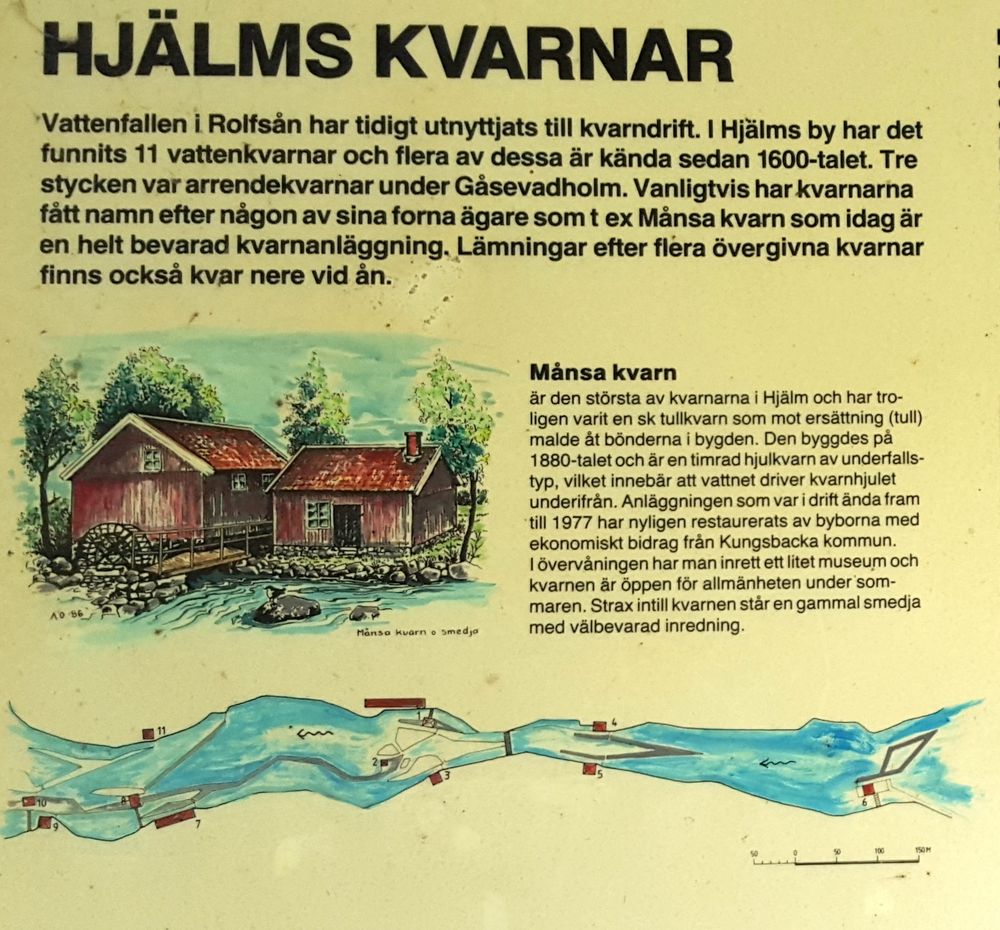 HJÄLMS KVARNAR
Vattenfallen i Rolfsån har tidigt utnyttjats till kvarndrift. I Hjälms by har det
funnits 11 vattenkvarnar och flera av dessa är kända sedan 1600-talet. Tre
stycken var arrendekvarnar under Gåsevadholm. Vanligtvis har kvarnarna
fått namn efter någon av sina forna ägare som t ex Månsa kvarn som idag är
en helt bevarad kvarnanläggning. Lämningar efter flera övergivna kvarnar
finns också kvar nere vid ån.
Månsa kvarn
är den största av kvarnarna i Hjälm och har tro-
ligen varit en sk tullkvarn som mot ersättning (tull)
malde åt bönderna i bygden. Den byggdes på
1880-talet och är en timrad hjulkvarn av underfalls-
typ, vilket innebär att vattnet driver kvarnhjulet
underifrån. Anläggningen som var i drift ända fram
till 1977 har nyligen restaurerats av byborna med
ekonomiskt bidrag från Kungsbacka kommun.
I övervåningen har man inrett ett litet museum och
kvarnen är öppen för allmänheten under som-
maren. Strax intill kvarnen står en gammal smedja
med välbevarad inredning.
AO 86
Månsa kvarn o smedja
1
2
3
4
5
6
7
8
9
10
11
50 0 50 100 150 M